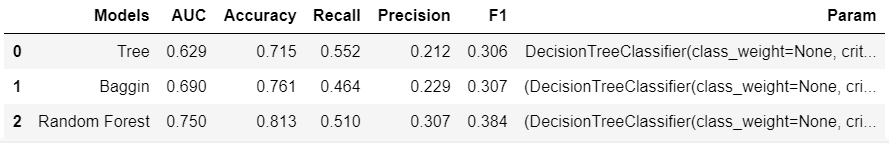 Models AUC Accuracy Recall Precision F1 Param
0 Tree 0.629 0.715 0.552 0.212 0.306 DecisionTreeClassifier(class_weight=None, crit...
1 Baggin 0.690 0.761 0.464 0.229 0.307 (DecisionTreeClassifier(class_weight=None, cri...
2 Random Forest 0.750 0.813 0.510 0.307 0.384 (DecisionTreeClassifier(class_weight=None, cri...